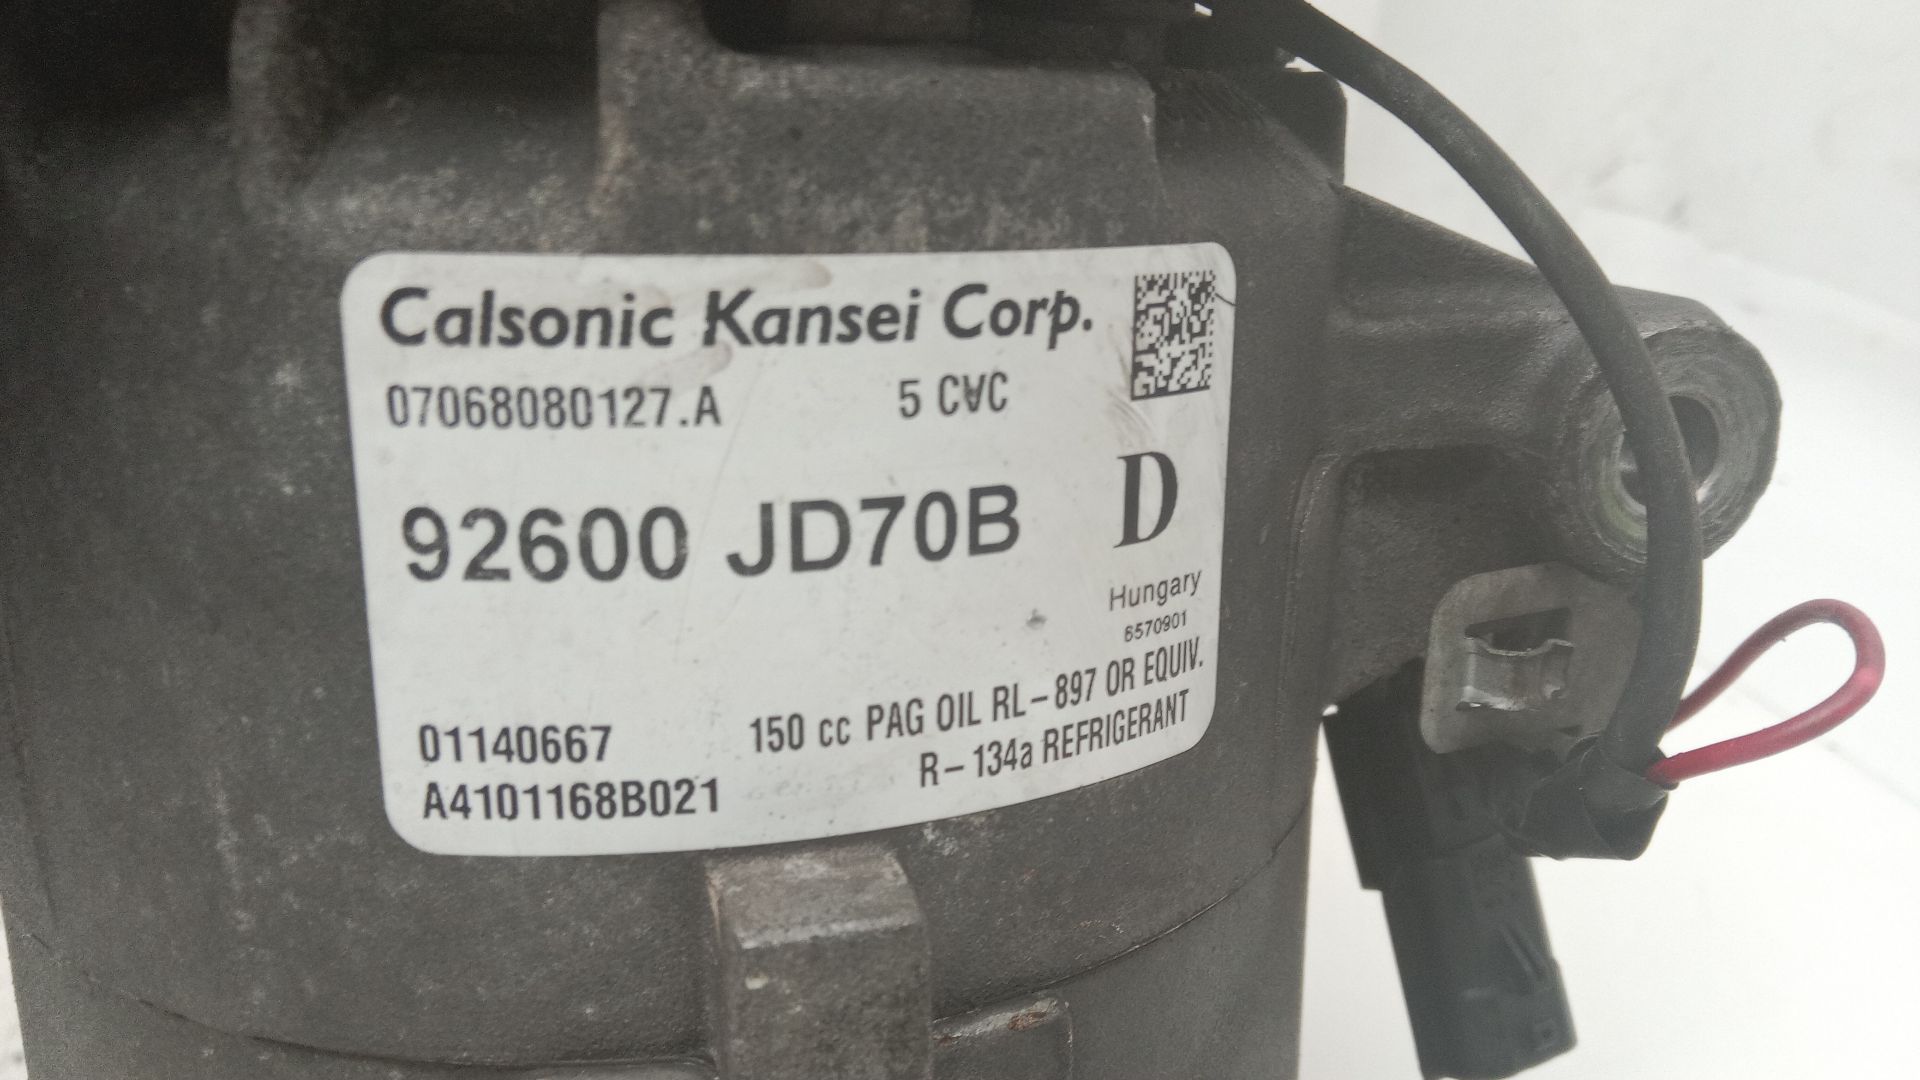 Calsonic Kansei Corp.
07068080127.A 5 CVC
92600 JD70B D
Hungary
6570901
01140667 150 cc PAG OIL RL-897 OR EQUIV.
A4101168B021 R-134a REFRIGERANT